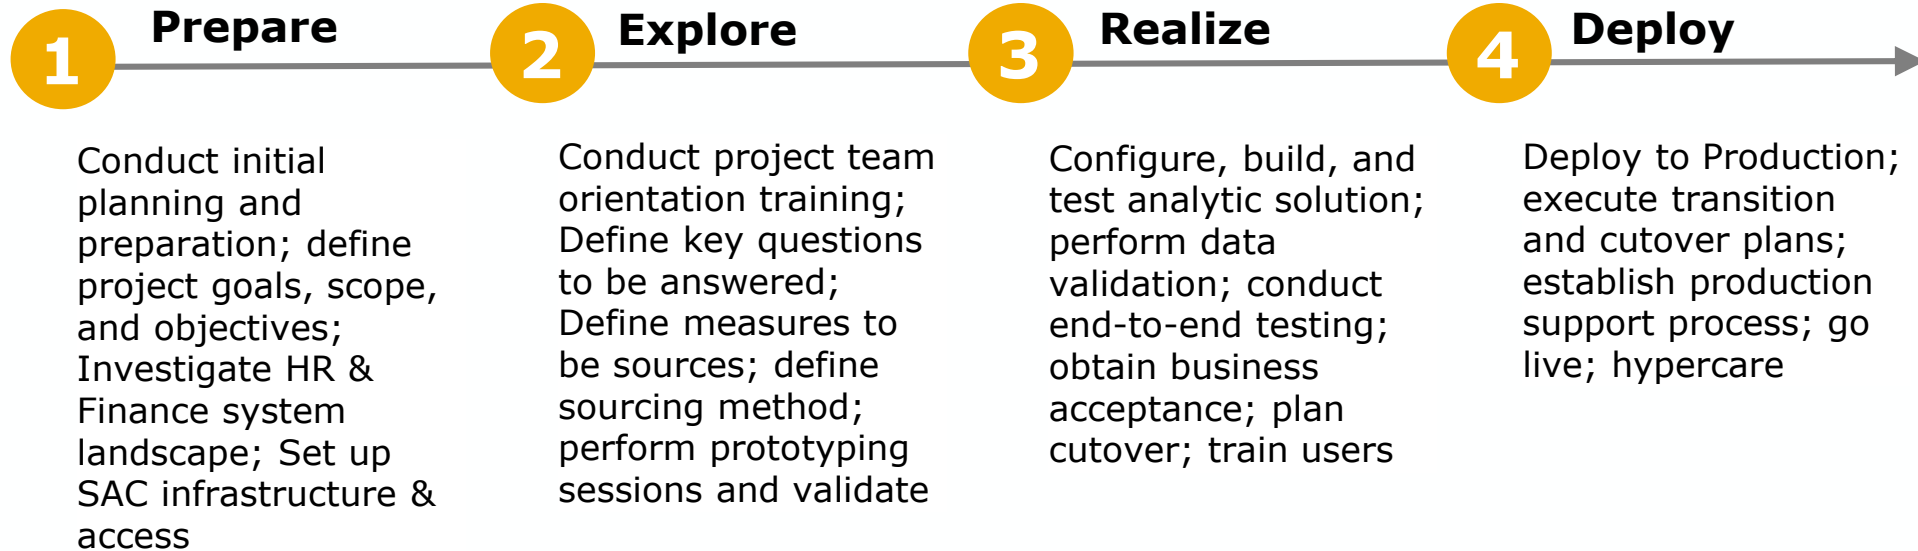 1
Prepare
Conduct initial
planning and
preparation; define
project goals, scope,
and objectives;
Investigate HR &
Finance system
landscape; Set up
SAC infrastructure &
access
2
Explore
Conduct project team
orientation training;
Define key questions
to be answered;
Define measures to
be sources; define
sourcing method;
perform prototyping
sessions and validate
3
Realize
Configure, build, and
test analytic solution;
perform data
validation; conduct
end-to-end testing;
obtain business
acceptance; plan
cutover; train users
4
Deploy
Deploy to Production;
execute transition
and cutover plans;
establish production
support process; go
live; hypercare